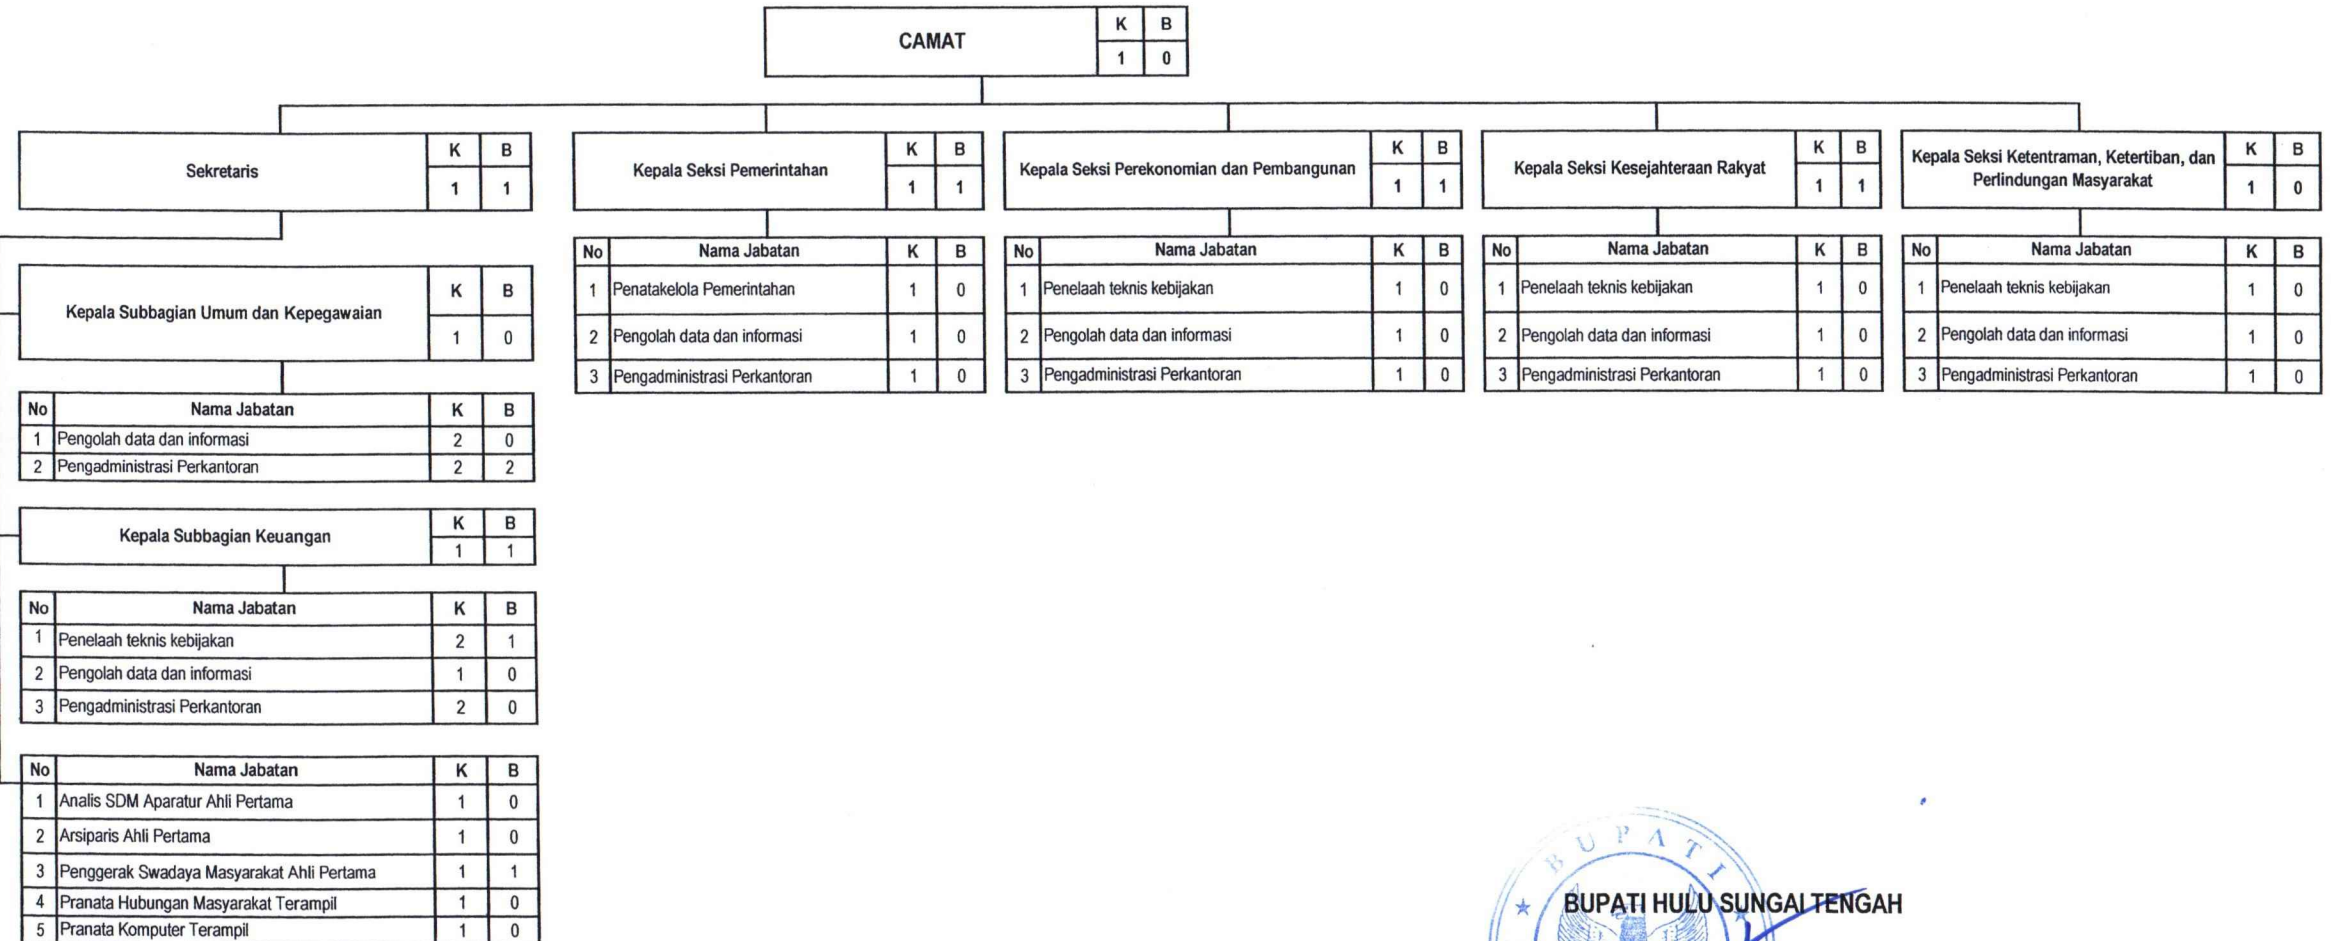 CAMAT K B
1 0
Sekretaris K B
1 1
Kepala Seksi Pemerintahan K B
1 1
Kepala Seksi Perekonomian dan Pembangunan K B
1 1
Kepala Seksi Kesejahteraan Rakyat K B
1 1
Kepala Seksi Ketentraman, Ketertiban, dan K B
Perlindungan Masyarakat 1 0
Kepala Subbagian Umum dan Kepegawaian K B
1 0
No Nama Jabatan K B
1 Pengolah data dan informasi 2 0
2 Pengadministrasi Perkantoran 2 2
Kepala Subbagian Keuangan K B
1 1
No Nama Jabatan K B
1 Penelaah teknis kebijakan 2 1
2 Pengolah data dan informasi 1 0
3 Pengadministrasi Perkantoran 2 0
No Nama Jabatan K B
1 Analis SDM Aparatur Ahli Pertama 1 0
2 Arsiparis Ahli Pertama 1 0
3 Penggerak Swadaya Masyarakat Ahli Pertama 1 1
4 Pranata Hubungan Masyarakat Terampil 1 0
5 Pranata Komputer Terampil 1 0
No Nama Jabatan K B
1 Penatakelola Pemerintahan 1 0
2 Pengolah data dan informasi 1 0
3 Pengadministrasi Perkantoran 1 0
No Nama Jabatan K B
1 Penelaah teknis kebijakan 1 0
2 Pengolah data dan informasi 1 0
3 Pengadministrasi Perkantoran 1 0
No Nama Jabatan K B
1 Penelaah teknis kebijakan 1 0
2 Pengolah data dan informasi 1 0
3 Pengadministrasi Perkantoran 1 0
No Nama Jabatan K B
1 Penelaah teknis kebijakan 1 0
2 Pengolah data dan informasi 1 0
3 Pengadministrasi Perkantoran 1 0
BUPATI
BUPATI HULU SUNGAI TENGAH